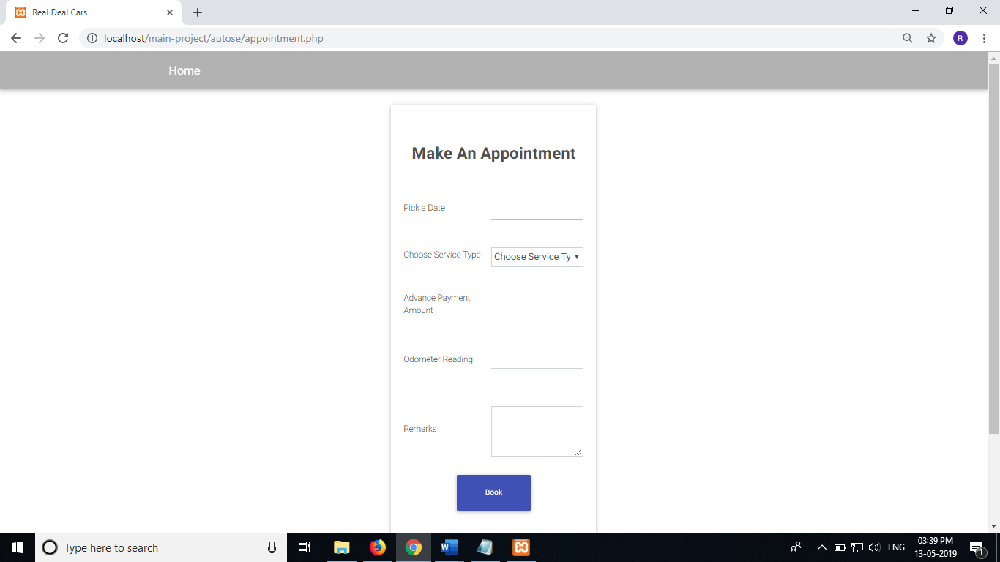 Real Deal Cars
localhost/main-project/autose/appointment.php
R
Home
Make An Appointment
Pick a Date
Choose Service Type
Choose Service Ty
Advance Payment
Amount
Odometer Reading
Remarks
Book
Type here to search
ENG
03:39 PM
13-05-2019
1